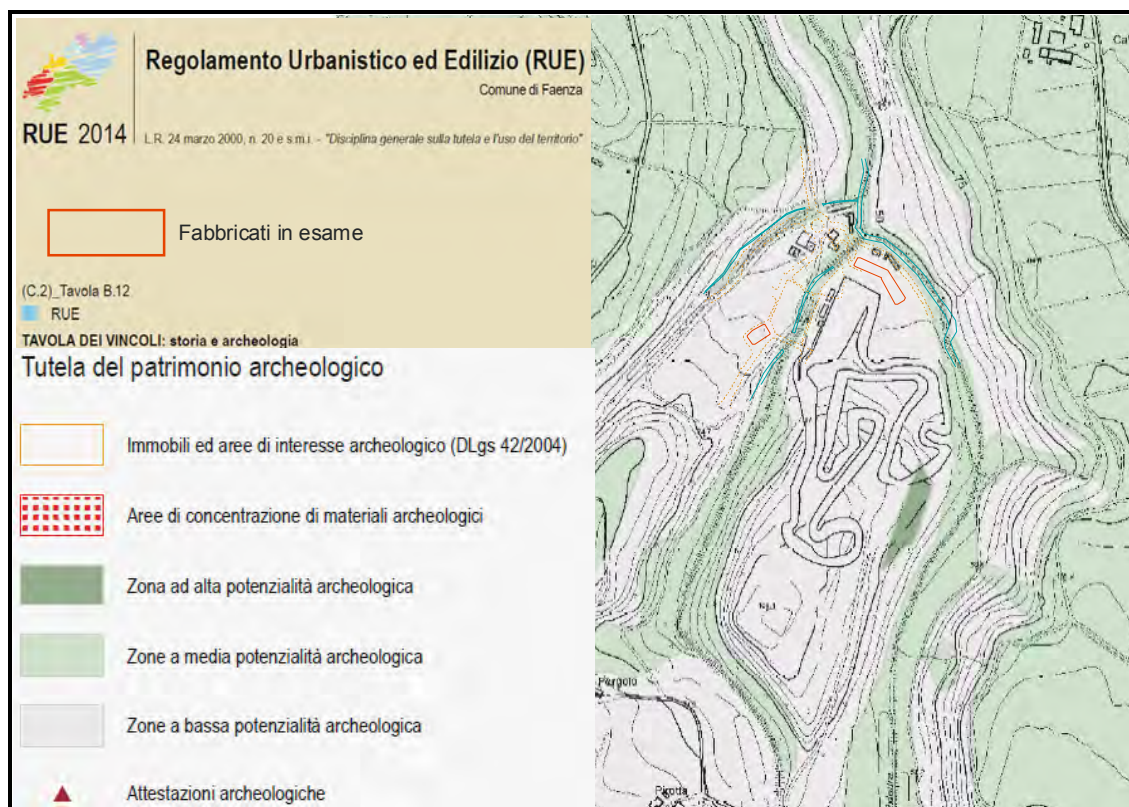 Regolamento Urbanistico ed Edilizio (RUE)
Comune di Faenza
RUE 2014
L.R. 24 marzo 2000, n. 20 e s.m.i. - "Disciplina generale sulla tutela e l'uso del territorio"
Fabbricati in esame
(C.2)_Tavola B.12
RUE
TAVOLA DEI VINCOLI: storia e archeologia
Tutela del patrimonio archeologico
Immobili ed aree di interesse archeologico (DLgs 42/2004)
Aree di concentrazione di materiali archeologici
Zona ad alta potenzialità archeologica
Zone a media potenzialità archeologica
Zone a bassa potenzialità archeologica
Attestazioni archeologiche
75
Pergolo
Pirotta